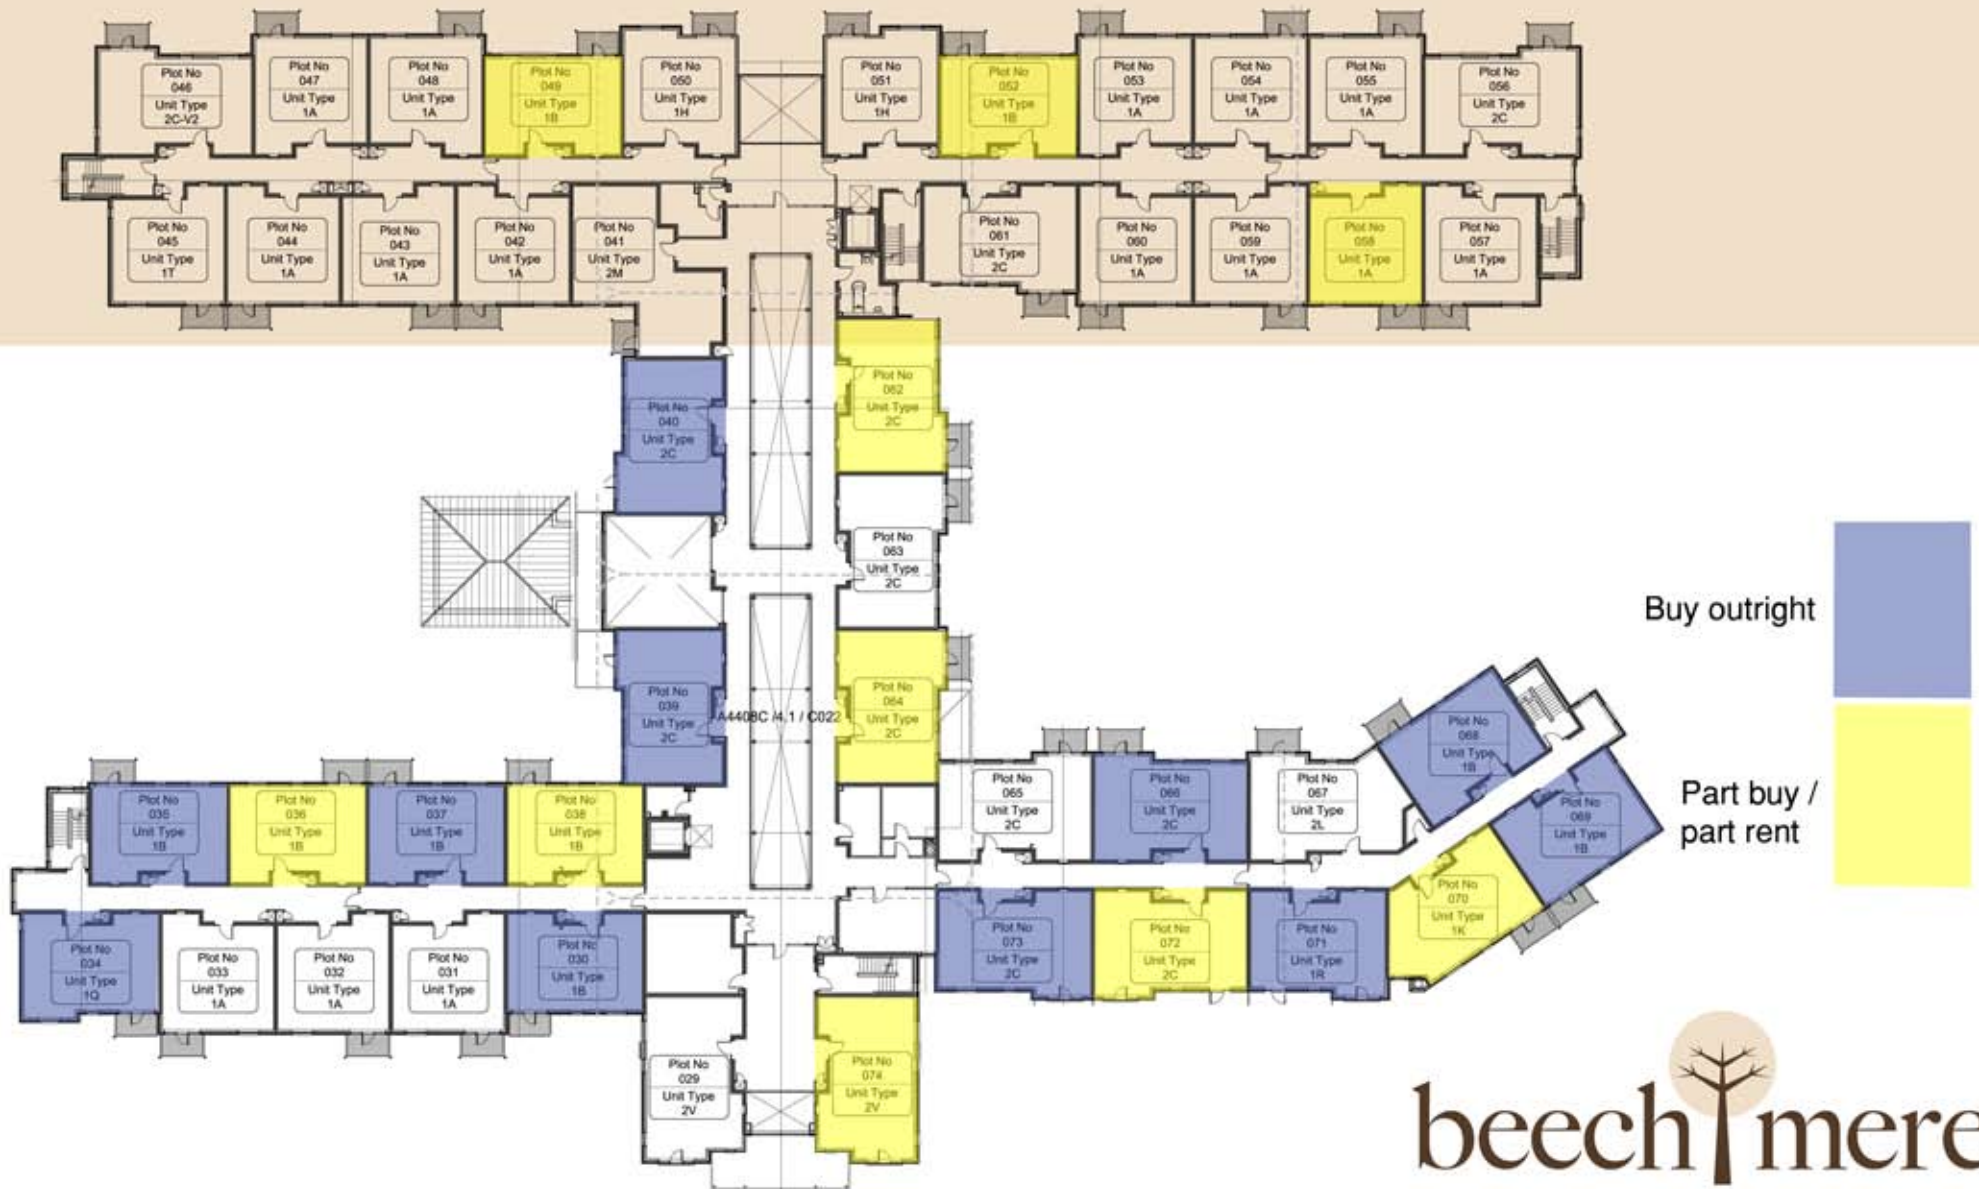 Plot No
046
Unit Type
2C-V2
Plot No
047
Unit Type
1A
Plot No
048
Unit Type
1A
Plot No
049
Unit Type
1B
Plot No
050
Unit Type
1H
Plot No
051
Unit Type
1H
Plot No
052
Unit Type
1B
Plot No
053
Unit Type
1A
Plot No
054
Unit Type
1A
Plot No
055
Unit Type
1A
Plot No
056
Unit Type
2C
Plot No
045
Unit Type
1T
Plot No
044
Unit Type
1A
Plot No
043
Unit Type
1A
Plot No
042
Unit Type
1A
Plot No
041
Unit Type
2M
Plot No
061
Unit Type
2C
Plot No
060
Unit Type
1A
Plot No
059
Unit Type
1A
Plot No
058
Unit Type
1A
Plot No
057
Unit Type
1A
Plot No
040
Unit Type
2C
Plot No
062
Unit Type
2C
Plot No
063
Unit Type
2C
Buy outright
Plot No
039
Unit Type
2C
A4408C /4.1 / C022
Plot No
064
Unit Type
2C
Part buy /
part rent
Plot No
035
Unit Type
1B
Plot No
036
Unit Type
1B
Plot No
037
Unit Type
1B
Plot No
038
Unit Type
1B
Plot No
065
Unit Type
2C
Plot No
066
Unit Type
2C
Plot No
067
Unit Type
2L
Plot No
068
Unit Type
1B
Plot No
069
Unit Type
1B
Plot No
034
Unit Type
1Q
Plot No
033
Unit Type
1A
Plot No
032
Unit Type
1A
Plot No
031
Unit Type
1A
Plot No
030
Unit Type
1B
Plot No
073
Unit Type
2C
Plot No
072
Unit Type
2C
Plot No
071
Unit Type
1R
Plot No
070
Unit Type
1K
Plot No
029
Unit Type
2V
Plot No
074
Unit Type
2V
beech mere